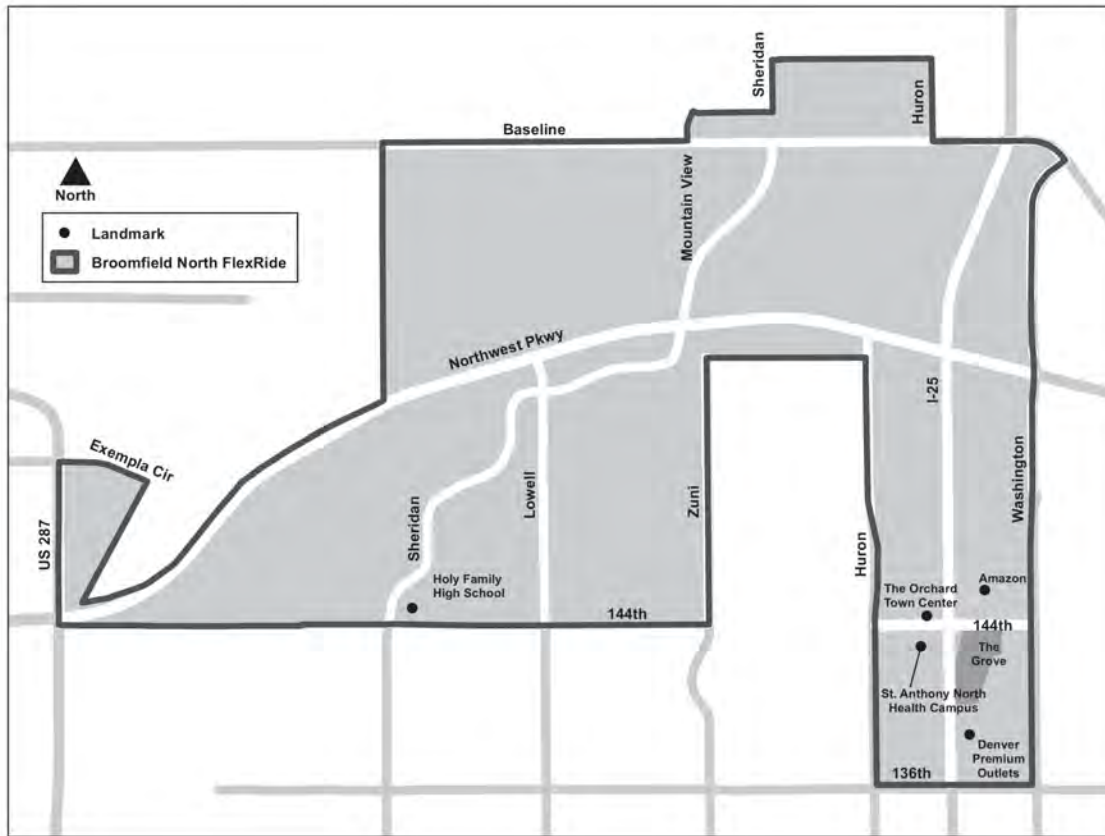 Sheridan
Huron
Baseline
North
Landmark
Broomfield North FlexRide
Mountain View
Northwest Pkwy
I-25
Exempla Cir
US 287
Sheridan
Lowell
Zuni
Huron
Washington
Holy Family
High School
144th
The Orchard
Town Center
Amazon
144th
The
Grove
St. Anthony North
Health Campus
Denver
Premium
Outlets
136th